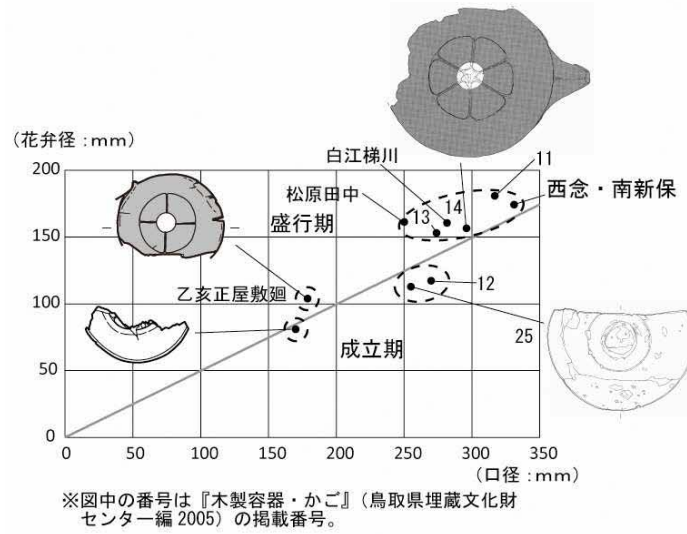 (花弁径：mm)
200
150
100
50
0
0
50
100
150
200
250
300
350
(口径：mm)
白江梯川
11
西念・南新保
松原田中
盛行期
13
14
乙亥正屋敷廻
12
成立期
25
※図中の番号は『木製容器・かご』（鳥取県埋蔵文化財
センター編 2005）の掲載番号。